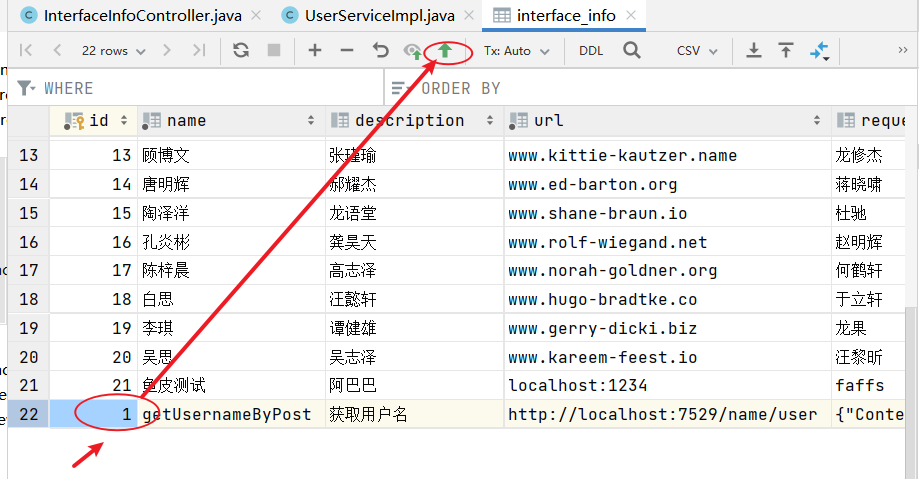 InterfaceInfoController.java UserServiceImpl.java interface_info
22 rows Tx: Auto DDL CSV »
WHERE ORDER BY
id name description url reque
13 13 顾博文 张瑾瑜 www.kittie-kautzer.name 龙修杰
14 14 唐明辉 郝耀杰 www.ed-barton.org 蒋晓啸
15 15 陶泽洋 龙语堂 www.shane-braun.io 杜驰
16 16 孔炎彬 龚昊天 www.rolf-wiegand.net 赵明辉
17 17 陈梓晨 高志泽 www.norah-goldner.org 何鹤轩
18 18 白思 汪懿轩 www.hugo-bradtke.co 于立轩
19 19 李琪 谭健雄 www.gerry-dicki.biz 龙果
20 20 吴思 吴志泽 www.kareem-feest.io 汪黎昕
21 21 鱼皮测试 阿巴巴 localhost:1234 faffs
22 1 getUsernameByPost 获取用户名 http://localhost:7529/name/user {"Conte